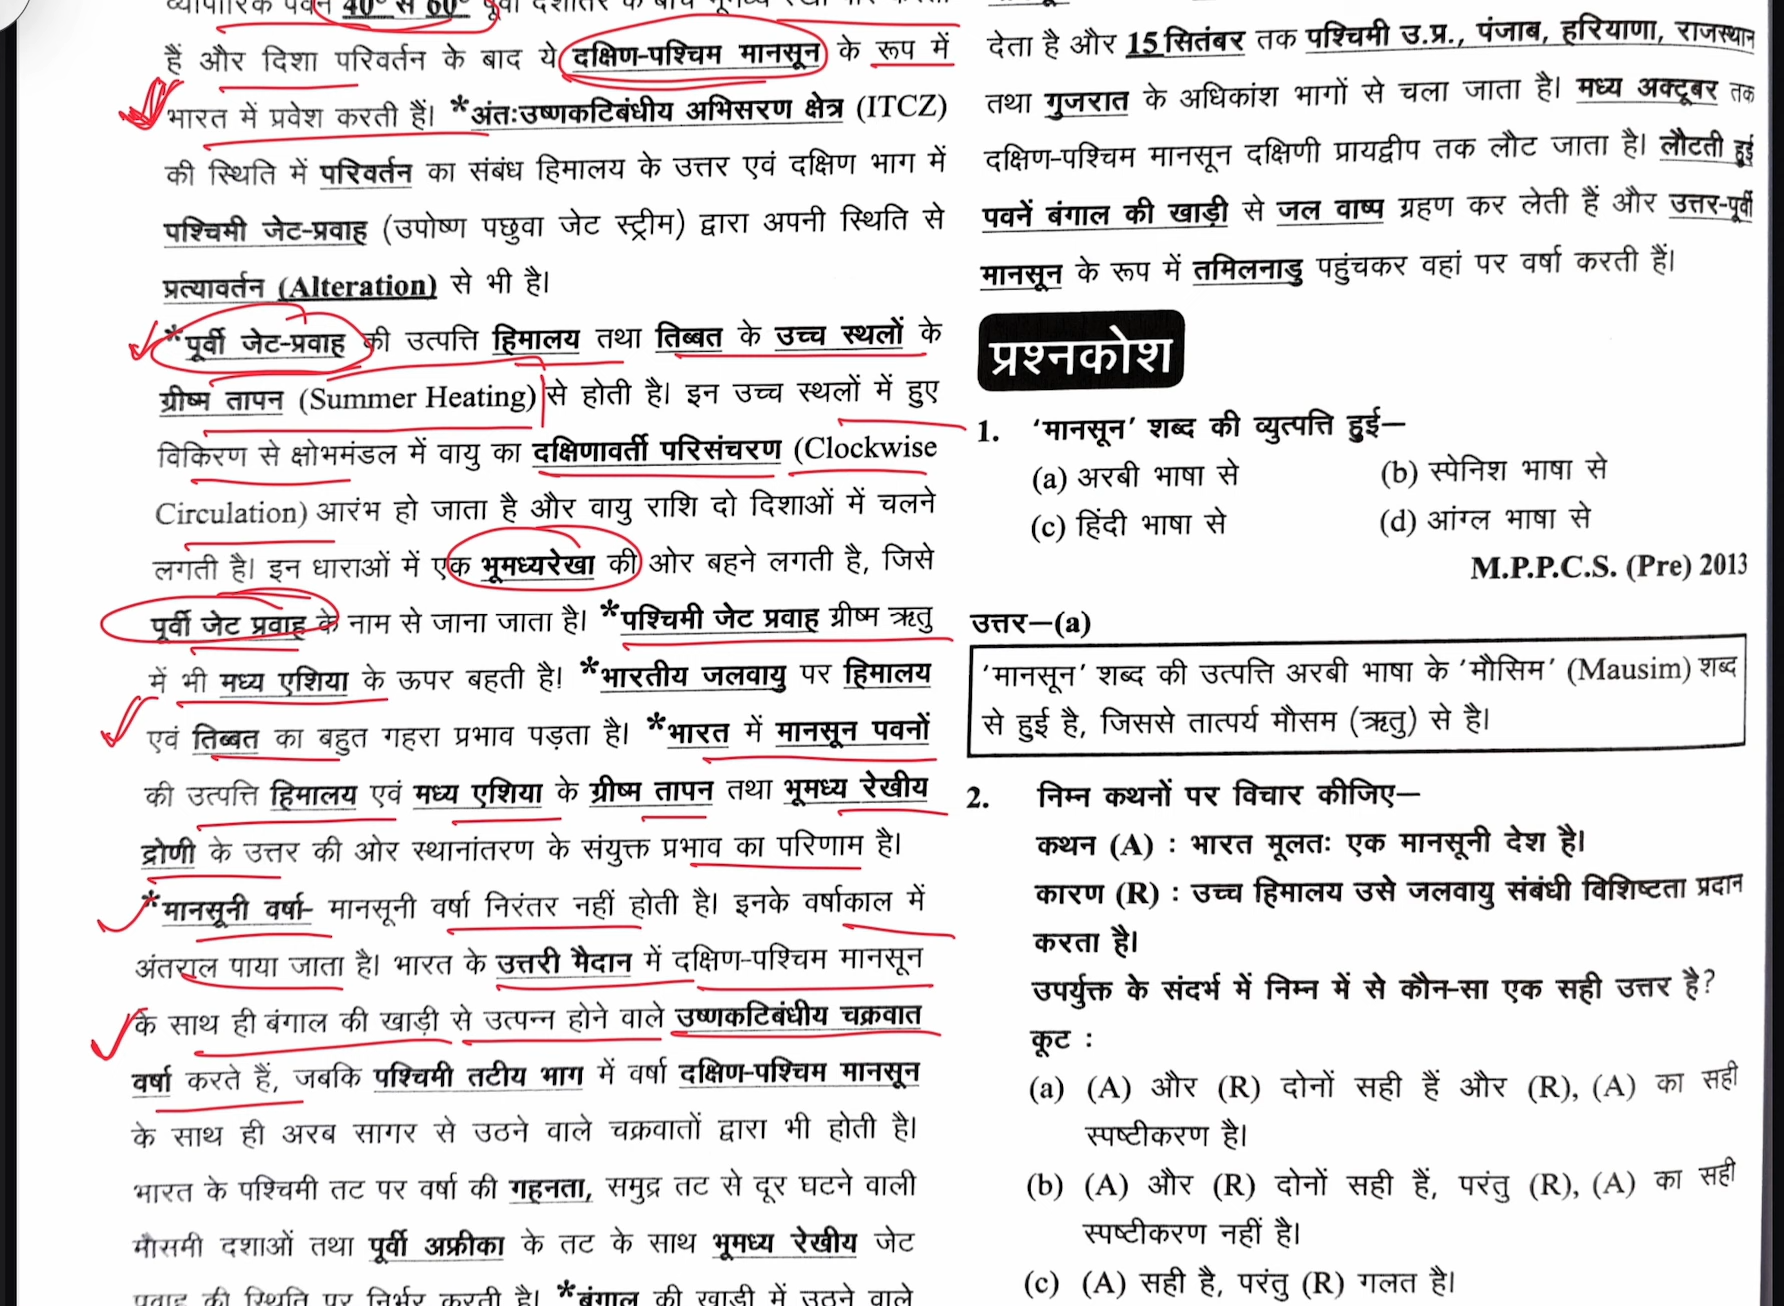 व्यापारिक पवन 40° से 60° पूर्वी देशांतर के बीच भूमध्य रेखा पार करती
हैं और दिशा परिवर्तन के बाद ये दक्षिण-पश्चिम मानसून के रूप में
भारत में प्रवेश करती हैं। *अंतःउष्णकटिबंधीय अभिसरण क्षेत्र (ITCZ)
की स्थिति में परिवर्तन का संबंध हिमालय के उत्तर एवं दक्षिण भाग में
पश्चिमी जेट-प्रवाह (उपोष्ण पछुवा जेट स्ट्रीम) द्वारा अपनी स्थिति से
प्रत्यावर्तन (Alteration) से भी है।
*पूर्वी जेट-प्रवाह की उत्पत्ति हिमालय तथा तिब्बत के उच्च स्थलों के
ग्रीष्म तापन (Summer Heating) से होती है। इन उच्च स्थलों में हुए
विकिरण से क्षोभमंडल में वायु का दक्षिणावर्ती परिसंचरण (Clockwise
Circulation) आरंभ हो जाता है और वायु राशि दो दिशाओं में चलने
लगती है। इन धाराओं में एक भूमध्यरेखा की ओर बहने लगती है, जिसे
पूर्वी जेट प्रवाह के नाम से जाना जाता है। *पश्चिमी जेट प्रवाह ग्रीष्म ऋतु
में भी मध्य एशिया के ऊपर बहती है! *भारतीय जलवायु पर हिमालय
एवं तिब्बत का बहुत गहरा प्रभाव पड़ता है। *भारत में मानसून पवनों
की उत्पत्ति हिमालय एवं मध्य एशिया के ग्रीष्म तापन तथा भूमध्य रेखीय
द्रोणी के उत्तर की ओर स्थानांतरण के संयुक्त प्रभाव का परिणाम है।
*मानसूनी वर्षा- मानसूनी वर्षा निरंतर नहीं होती है। इनके वर्षाकाल में
अंतराल पाया जाता है। भारत के उत्तरी मैदान में दक्षिण-पश्चिम मानसून
के साथ ही बंगाल की खाड़ी से उत्पन्न होने वाले उष्णकटिबंधीय चक्रवात
वर्षा करते हैं, जबकि पश्चिमी तटीय भाग में वर्षा दक्षिण-पश्चिम मानसून
के साथ ही अरब सागर से उठने वाले चक्रवातों द्वारा भी होती है।
भारत के पश्चिमी तट पर वर्षा की गहनता, समुद्र तट से दूर घटने वाली
मौसमी दशाओं तथा पूर्वी अफ्रीका के तट के साथ भूमध्य रेखीय जेट
प्रवाह की स्थिति पर निर्भर करती है। *बंगाल की खाड़ी में उठने वाले
देता है और 15 सितंबर तक पश्चिमी उ.प्र., पंजाब, हरियाणा, राजस्थान
तथा गुजरात के अधिकांश भागों से चला जाता है। मध्य अक्टूबर तक
दक्षिण-पश्चिम मानसून दक्षिणी प्रायद्वीप तक लौट जाता है। लौटती हुई
पवनें बंगाल की खाड़ी से जल वाष्प ग्रहण कर लेती हैं और उत्तर-पूर्वी
मानसून के रूप में तमिलनाडु पहुंचकर वहां पर वर्षा करती हैं।
प्रश्नकोश
1. 'मानसून' शब्द की व्युत्पत्ति हुई–
(a) अरबी भाषा से (b) स्पेनिश भाषा से
(c) हिंदी भाषा से (d) आंग्ल भाषा से
M.P.P.C.S. (Pre) 2013
उत्तर–(a)
'मानसून' शब्द की उत्पत्ति अरबी भाषा के 'मौसिम' (Mausim) शब्द
से हुई है, जिससे तात्पर्य मौसम (ऋतु) से है।
2. निम्न कथनों पर विचार कीजिए–
कथन (A) : भारत मूलतः एक मानसूनी देश है।
कारण (R) : उच्च हिमालय उसे जलवायु संबंधी विशिष्टता प्रदान
करता है।
उपर्युक्त के संदर्भ में निम्न में से कौन-सा एक सही उत्तर है?
कूट :
(a) (A) और (R) दोनों सही हैं और (R), (A) का सही
स्पष्टीकरण है।
(b) (A) और (R) दोनों सही हैं, परंतु (R), (A) का सही
स्पष्टीकरण नहीं है।
(c) (A) सही है, परंतु (R) गलत है।